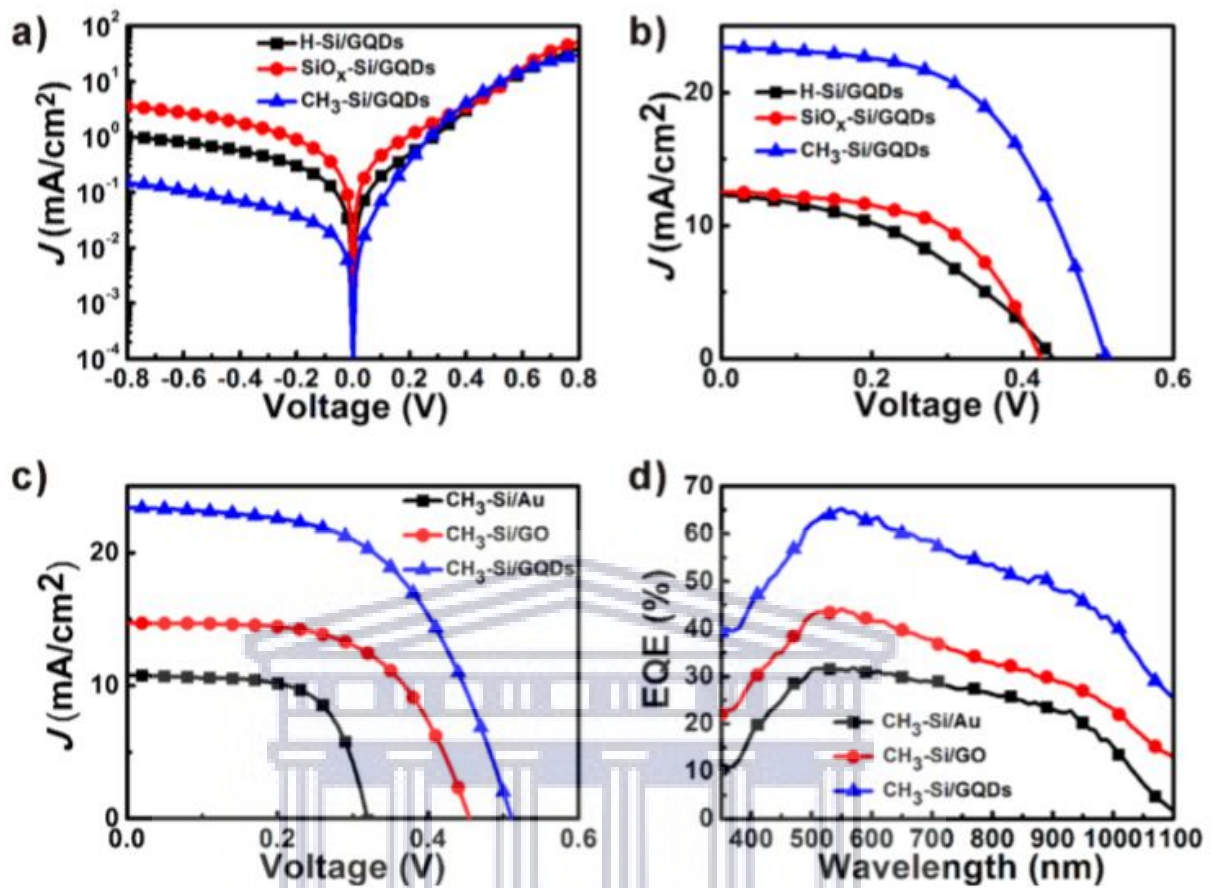 a)
H-Si/GQDs
SiOx-Si/GQDs
CH3-Si/GQDs
J (mA/cm2)
10^2
10^1
10^0
10^-1
10^-2
10^-3
10^-4
-0.8 -0.6 -0.4 -0.2 0.0 0.2 0.4 0.6 0.8
Voltage (V)
b)
H-Si/GQDs
SiOx-Si/GQDs
CH3-Si/GQDs
J (mA/cm2)
20
10
0
0.0 0.2 0.4 0.6
Voltage (V)
c)
CH3-Si/Au
CH3-Si/GO
CH3-Si/GQDs
J (mA/cm2)
20
10
0
0.0 0.2 0.4 0.6
Voltage (V)
d)
70
60
50
40
30
20
10
0
EQE (%)
CH3-Si/Au
CH3-Si/GO
CH3-Si/GQDs
400 500 600 700 800 900 1000 1100
Wavelength (nm)